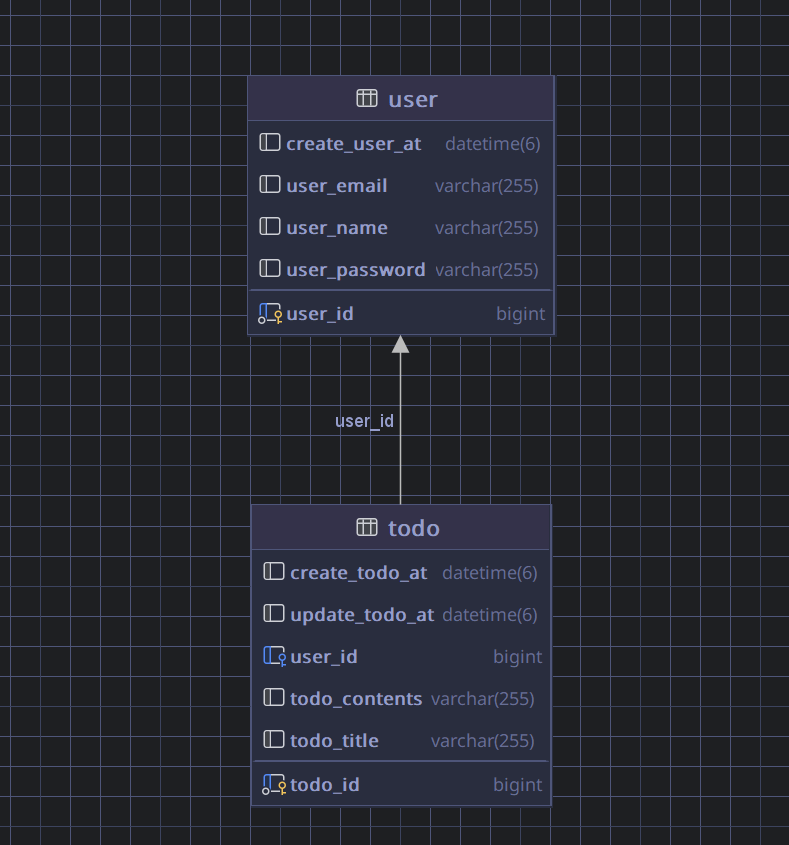 user
create_user_at datetime(6)
user_email varchar(255)
user_name varchar(255)
user_password varchar(255)
user_id bigint
user_id
todo
create_todo_at datetime(6)
update_todo_at datetime(6)
user_id bigint
todo_contents varchar(255)
todo_title varchar(255)
todo_id bigint